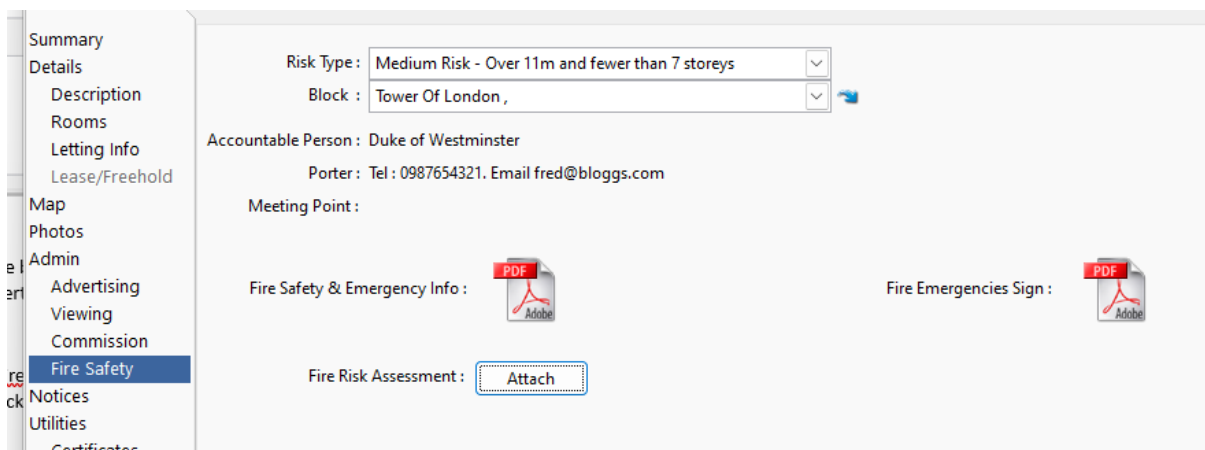 Summary
Details
Description
Rooms
Letting Info
Lease/Freehold
Map
Photos
Admin
Advertising
Viewing
Commission
Fire Safety
Notices
Utilities
Certificates
Risk Type : Medium Risk - Over 11m and fewer than 7 storeys
Block : Tower Of London ,
Accountable Person : Duke of Westminster
Porter : Tel : 0987654321. Email fred@bloggs.com
Meeting Point :
Fire Safety & Emergency Info : PDF Adobe Fire Emergencies Sign : PDF Adobe
Fire Risk Assessment : Attach